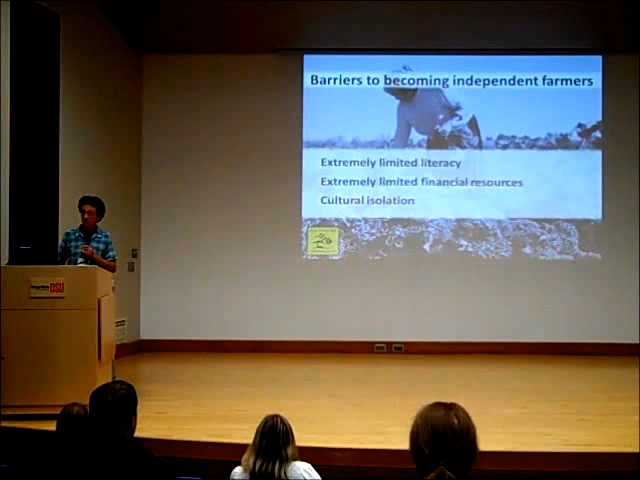 Barriers to becoming independent farmers
Extremely limited literacy
Extremely limited financial resources
Cultural isolation
OSU